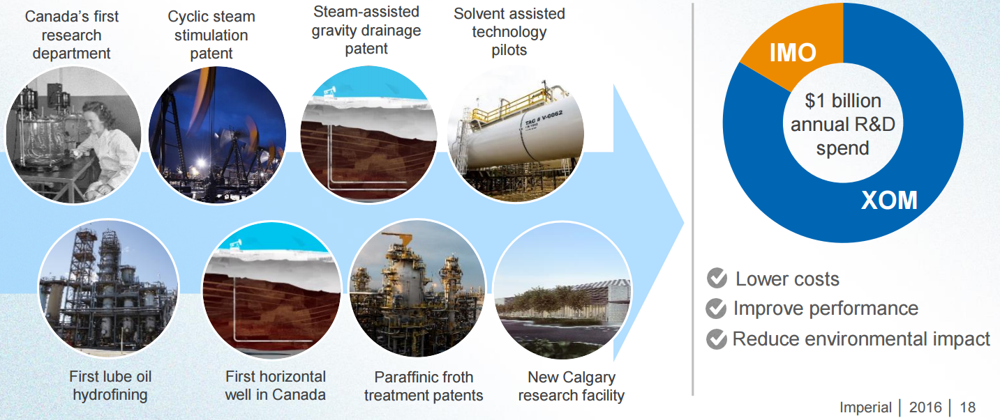 Canada's first
research
department
Cyclic steam
stimulation
patent
Steam-assisted
gravity drainage
patent
Solvent assisted
technology
pilots
TAG # V-0062
First lube oil
hydrofining
First horizontal
well in Canada
Paraffinic froth
treatment patents
New Calgary
research facility
IMO
$1 billion
annual R&D
spend
XOM
Lower costs
Improve performance
Reduce environmental impact
Imperial | 2016 | 18